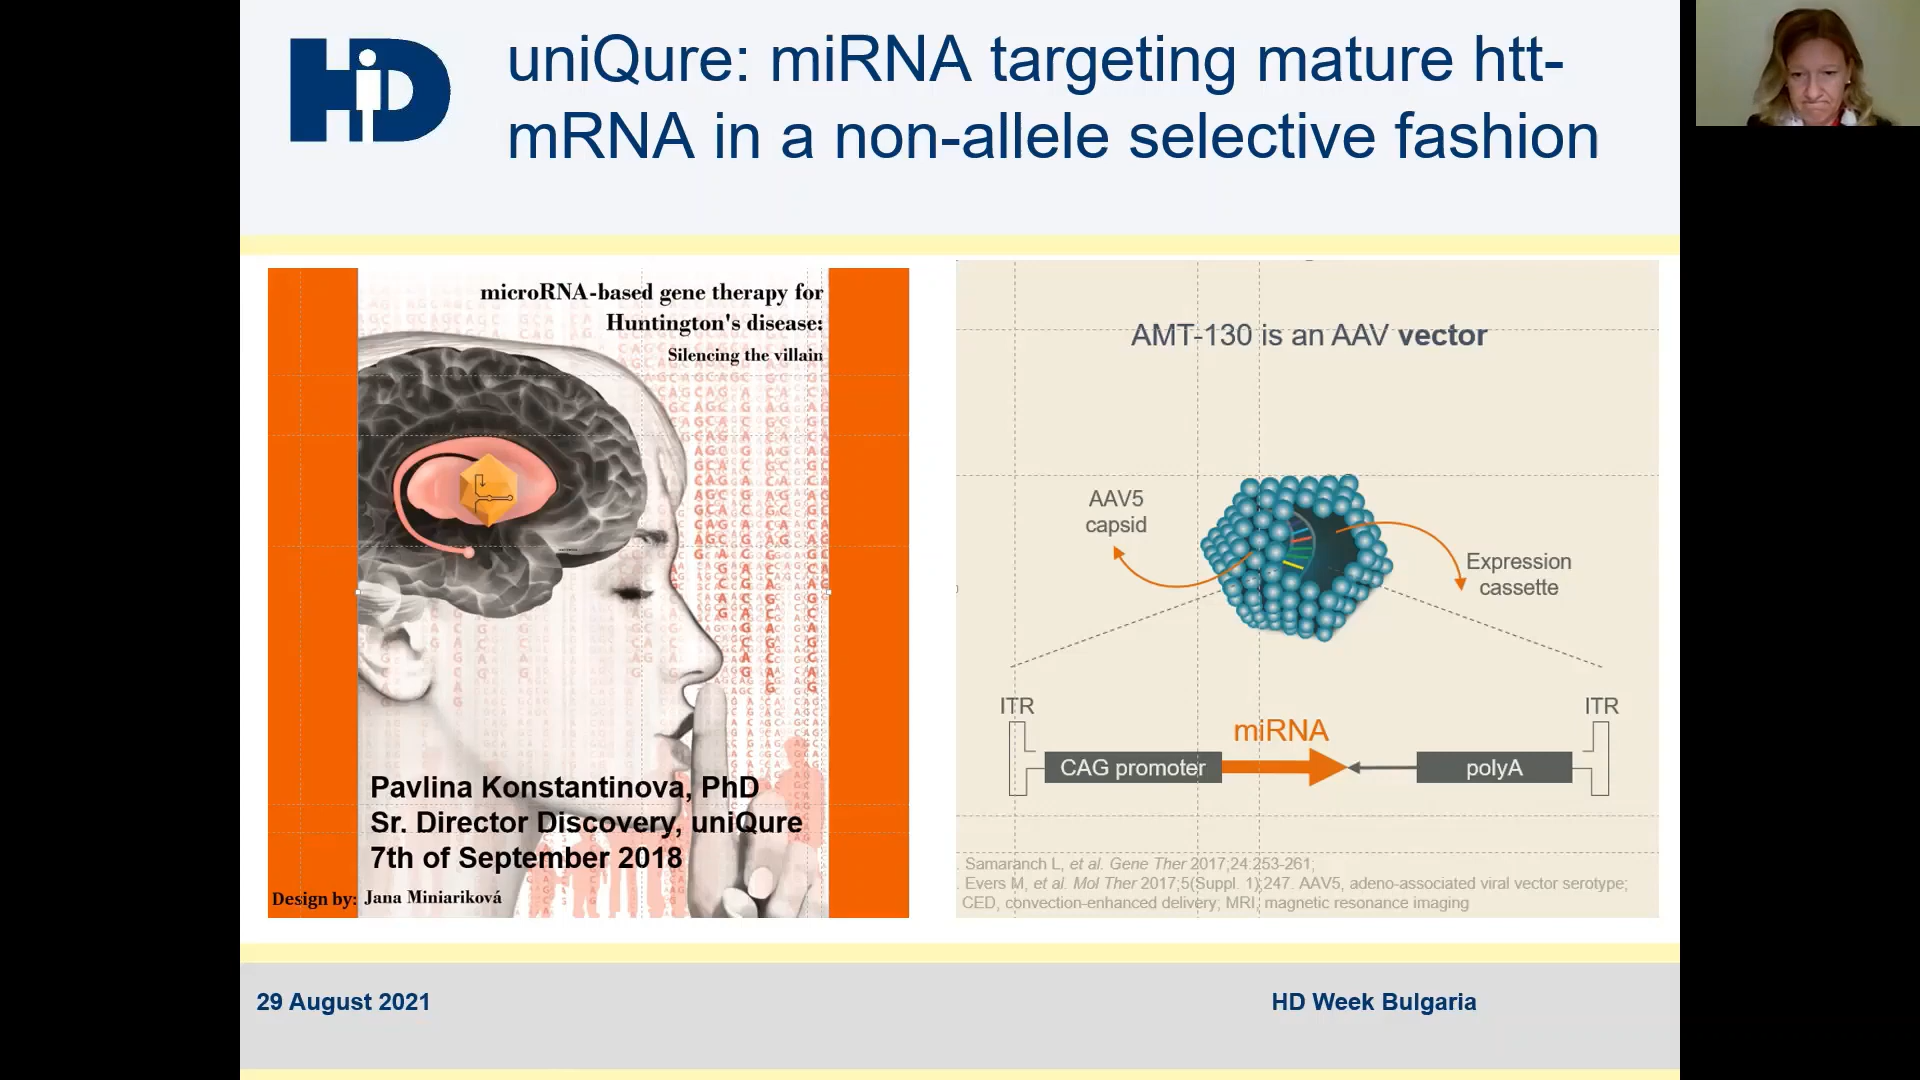 HD
uniQure: miRNA targeting mature htt-
mRNA in a non-allele selective fashion
microRNA-based gene therapy for
Huntington's disease:
Silencing the villain
Pavlina Konstantinova, PhD
Sr. Director Discovery, uniQure
7th of September 2018
Design by: Jana Miniariková
AMT-130 is an AAV vector
AAV5
capsid
Expression
cassette
ITR
ITR
miRNA
CAG promoter
polyA
. Samaranch L, et al. Gene Ther 2017;24:253-261;
. Evers M, et al. Mol Ther 2017;5(Suppl. 1):247. AAV5, adeno-associated viral vector serotype;
CED, convection-enhanced delivery; MRI, magnetic resonance imaging
29 August 2021
HD Week Bulgaria